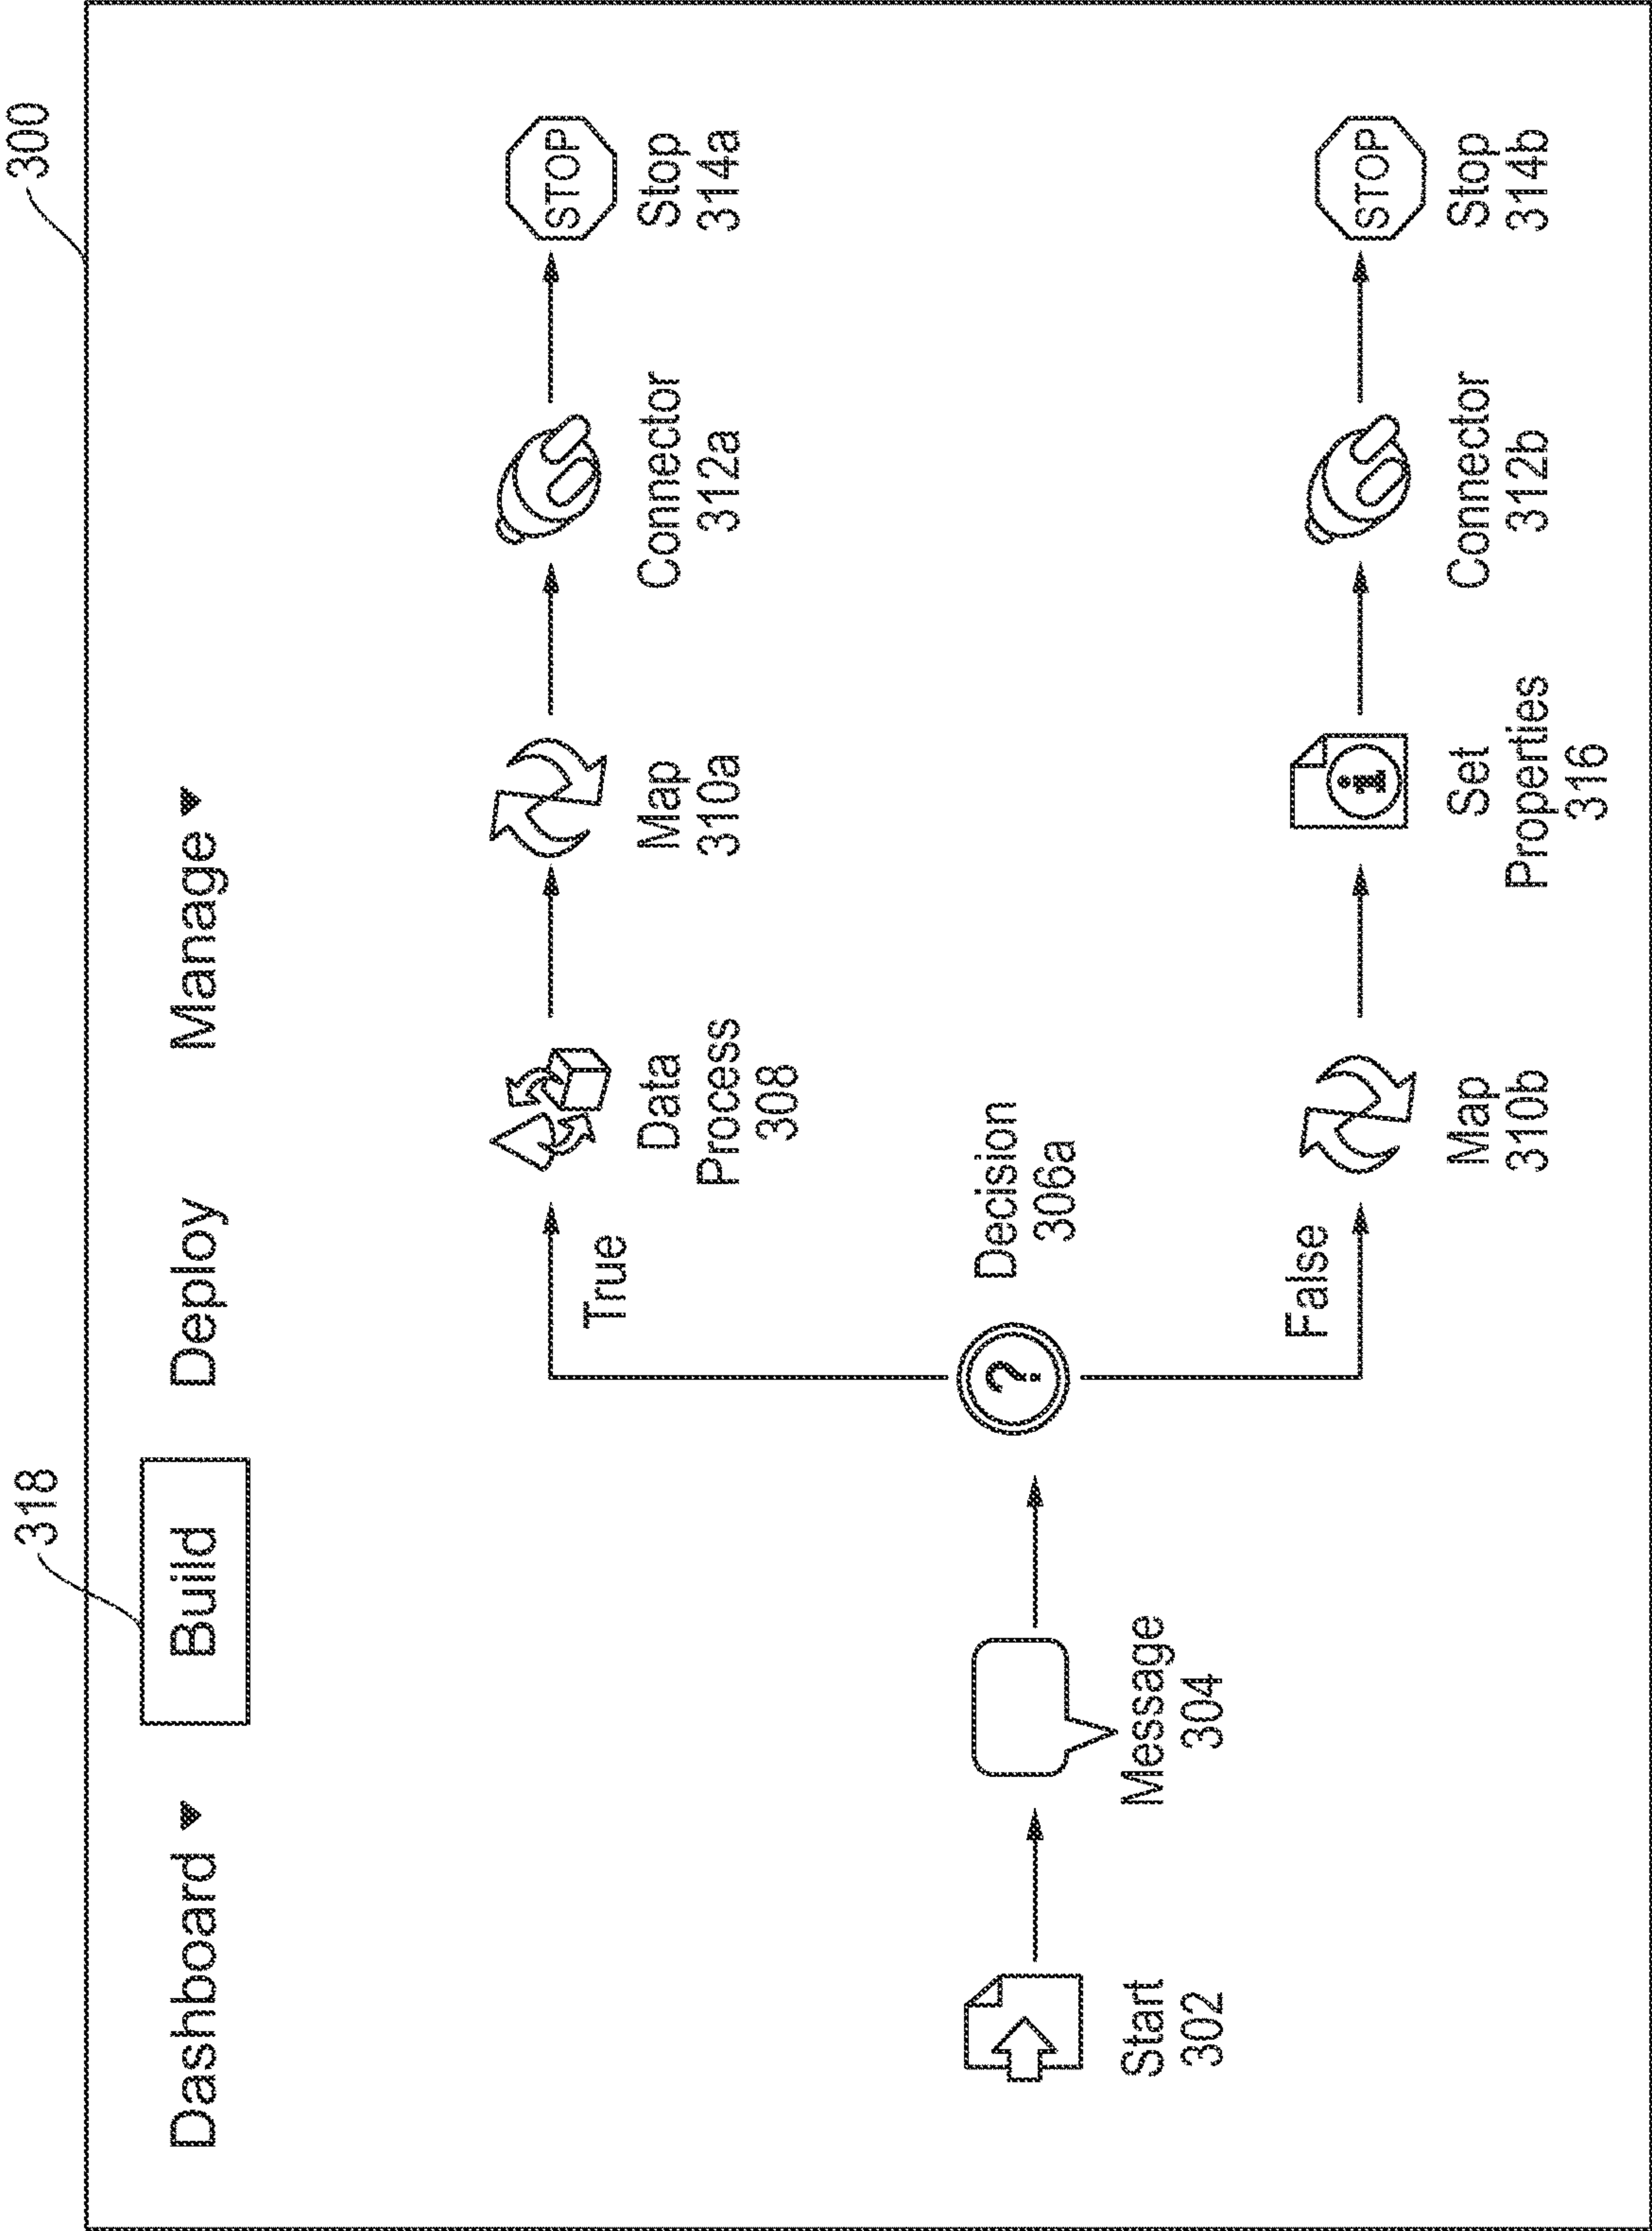 300
318
Dashboard
Build
Deploy
Manage
True
Data
Process
308
Map
310a
Connector
312a
STOP
Stop
314a
Start
302
Message
304
?
Decision
306a
False
Map
310b
i
Set
Properties
316
Connector
312b
STOP
Stop
314b